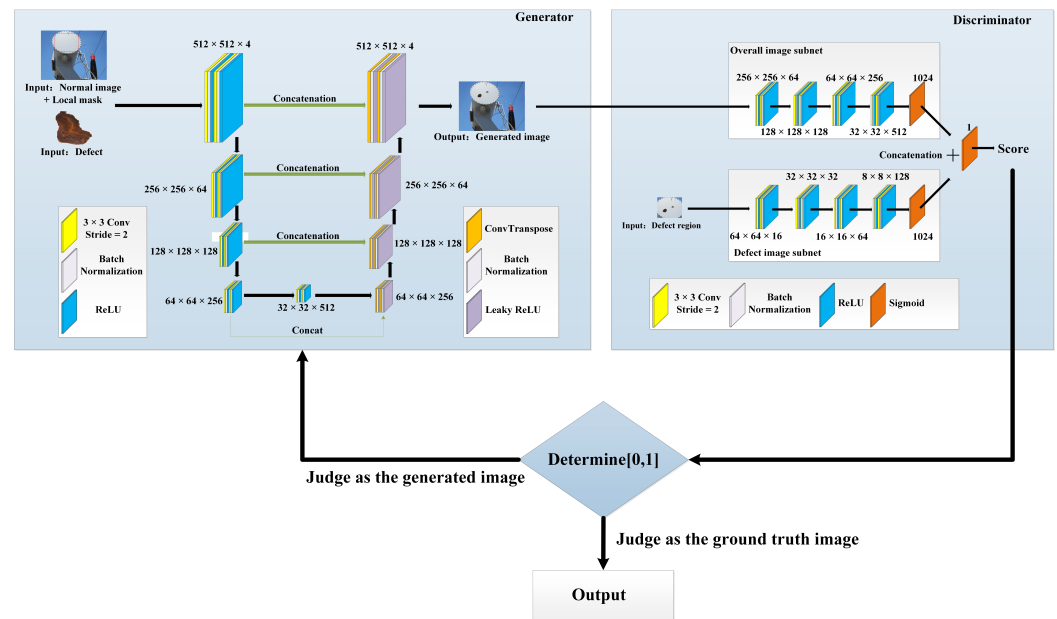 Generator
512 × 512 × 4
512 × 512 × 4
Input: Normal image
+ Local mask
Input: Defect
Concatenation
Output: Generated image
Concatenation
256 × 256 × 64
256 × 256 × 64
Concatenation
128 × 128 × 128
128 × 128 × 128
64 × 64 × 256
32 × 32 × 512
64 × 64 × 256
Concat
3 × 3 Conv
Stride = 2
Batch
Normalization
ReLU
ConvTranspose
Batch
Normalization
Leaky ReLU
Discriminator
Overall image subnet
256 × 256 × 64
64 × 64 × 256
1024
128 × 128 × 128
32 × 32 × 512
1
Concatenation +
Score
32 × 32 × 32
8 × 8 × 128
Input: Defect region
64 × 64 × 16
16 × 16 × 64
1024
Defect image subnet
3 × 3 Conv
Stride = 2
Batch
Normalization
ReLU
Sigmoid
Determine[0,1]
Judge as the generated image
Judge as the ground truth image
Output